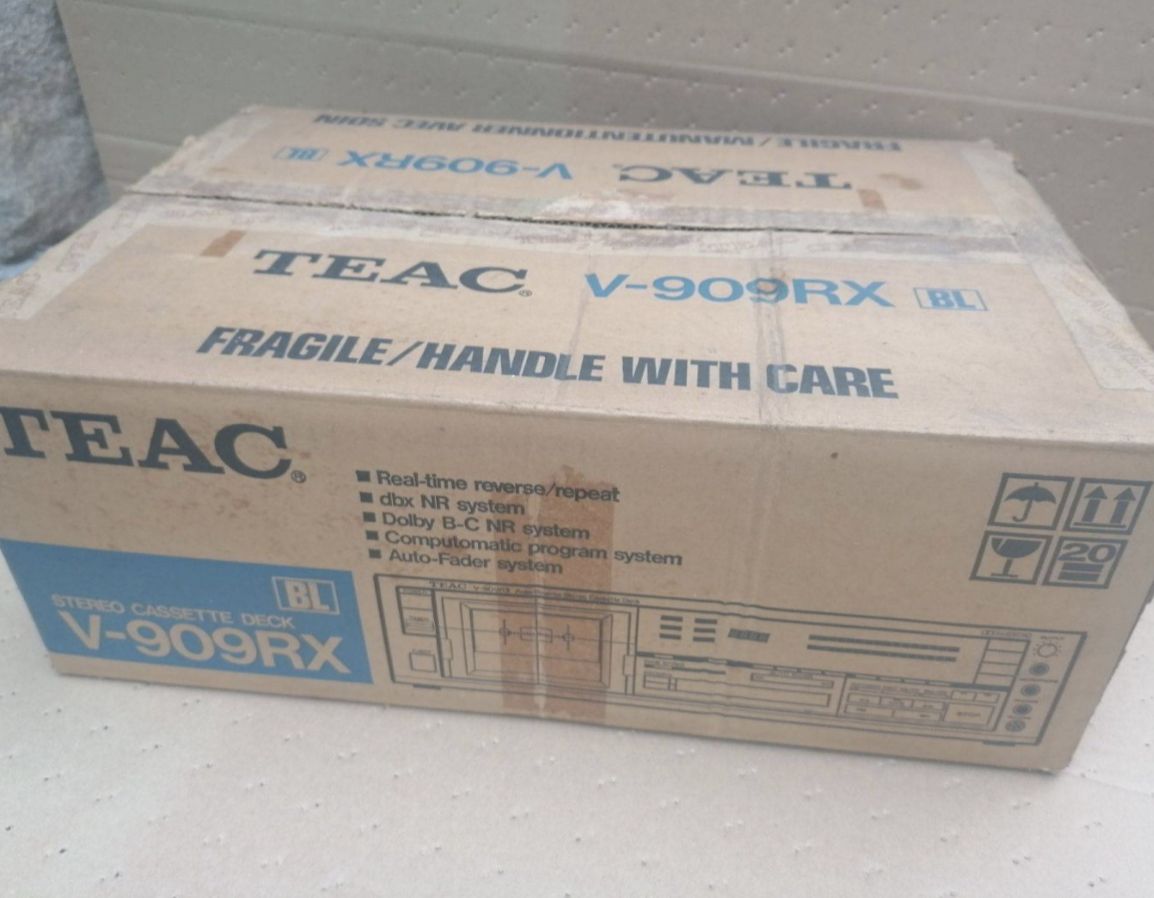 FRAGILE/MANUTENTIONNER AVEC SOIN
TEAC® V-909RX BL
TEAC® V-909RX BL
FRAGILE/HANDLE WITH CARE
TEAC®
■ Real-time reverse/repeat
■ dbx NR system
■ Dolby B-C NR system
■ Computomatic program system
■ Auto-Fader system
20
BL
STEREO CASSETTE DECK
V-909RX
TEAC